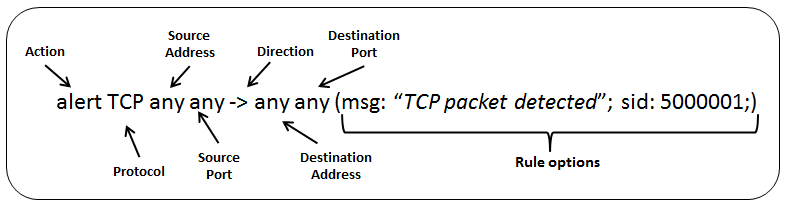 Source
Address
Destination
Port
Action
Direction
alert TCP any any -> any any (msg: “TCP packet detected”; sid: 5000001;)
Protocol
Source
Port
Destination
Address
Rule options